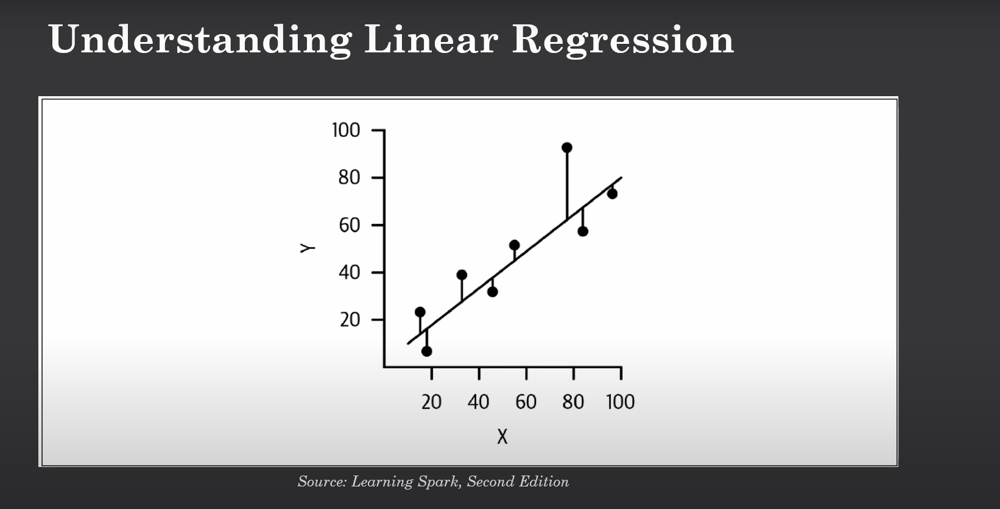 Understanding Linear Regression
100
80
60
Y
40
20
20 40 60 80 100
X
Source: Learning Spark, Second Edition